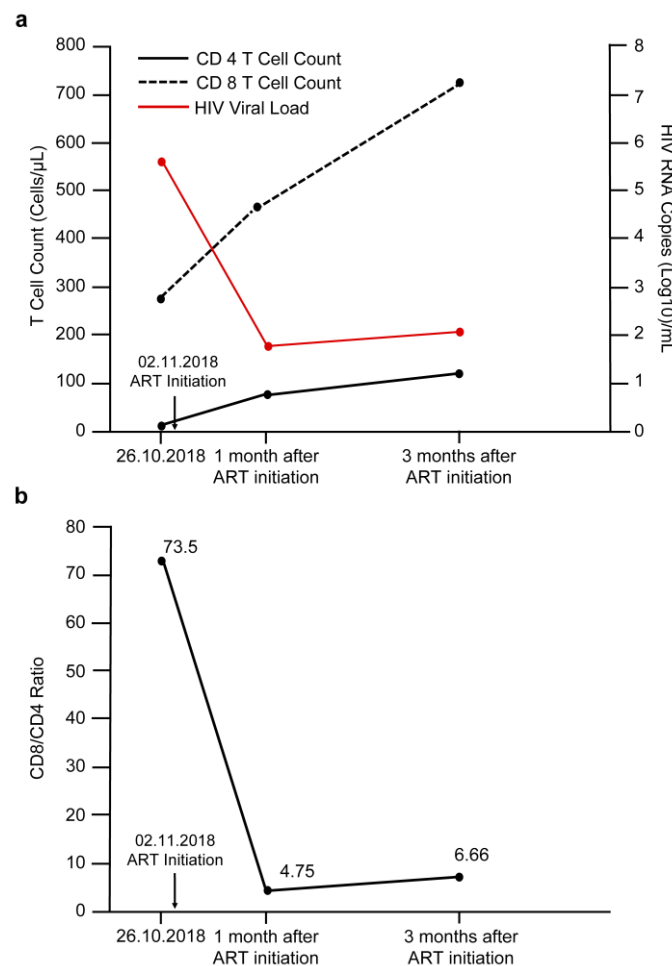 a
800
700
600
500
400
300
200
100
0
T Cell Count (Cells/µL)
CD 4 T Cell Count
CD 8 T Cell Count
HIV Viral Load
8
7
6
5
4
3
2
1
0
HIV RNA Copies (Log10)/mL
02.11.2018
ART Initiation
26.10.2018
1 month after
ART initiation
3 months after
ART initiation
b
80
70
60
50
40
30
20
10
0
CD8/CD4 Ratio
73.5
4.75
6.66
02.11.2018
ART Initiation
26.10.2018
1 month after
ART initiation
3 months after
ART initiation